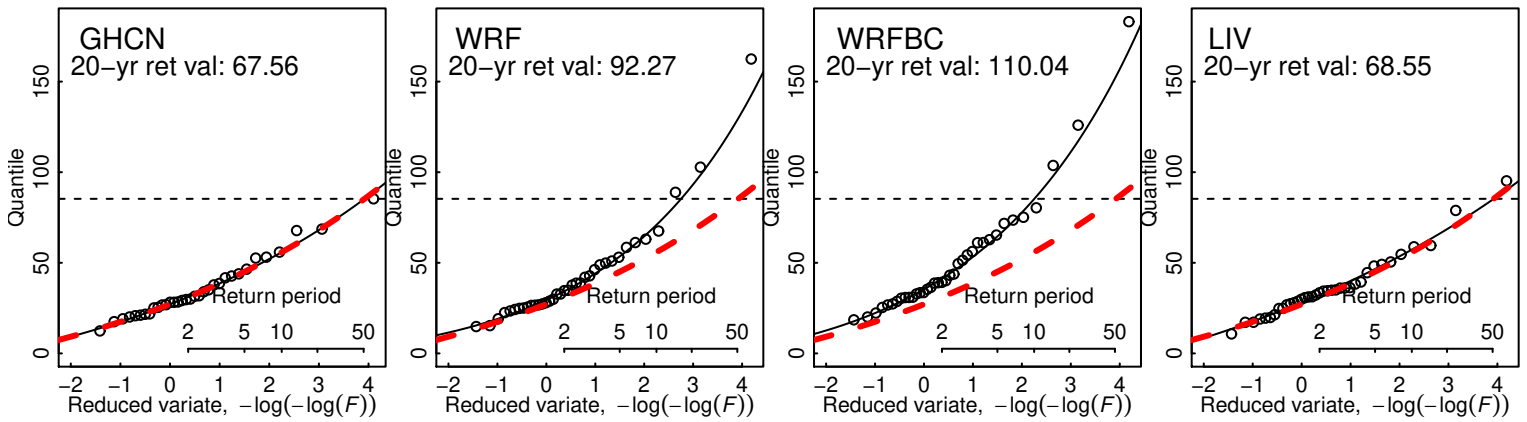 GHCN
20−yr ret val: 67.56
Quantile
150
100
50
0
Return period
2 5 10 50
−2 −1 0 1 2 3 4
Reduced variate, −log(−log(F))
WRF
20−yr ret val: 92.27
Quantile
150
100
50
0
Return period
2 5 10 50
−2 −1 0 1 2 3 4
Reduced variate, −log(−log(F))
WRFBC
20−yr ret val: 110.04
Quantile
150
100
50
0
Return period
2 5 10 50
−2 −1 0 1 2 3 4
Reduced variate, −log(−log(F))
LIV
20−yr ret val: 68.55
150
100
50
0
Return period
2 5 10 50
−2 −1 0 1 2 3 4
Reduced variate, −log(−log(F))